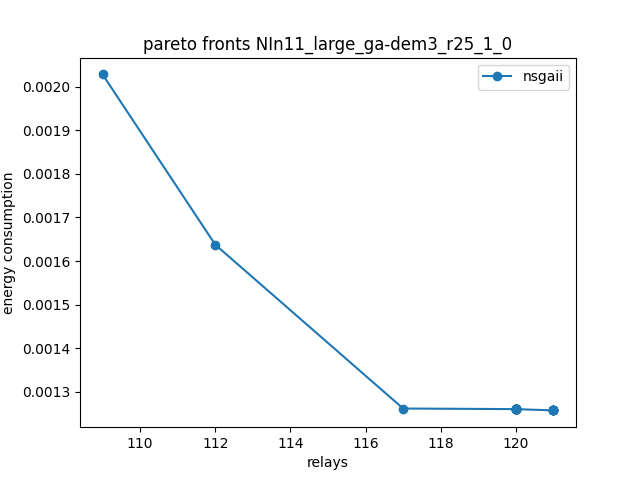 pareto fronts NIn11_large_ga-dem3_r25_1_0
nsgaii
0.0020
0.0019
0.0018
0.0017
0.0016
0.0015
0.0014
0.0013
energy consumption
110 112 114 116 118 120
relays